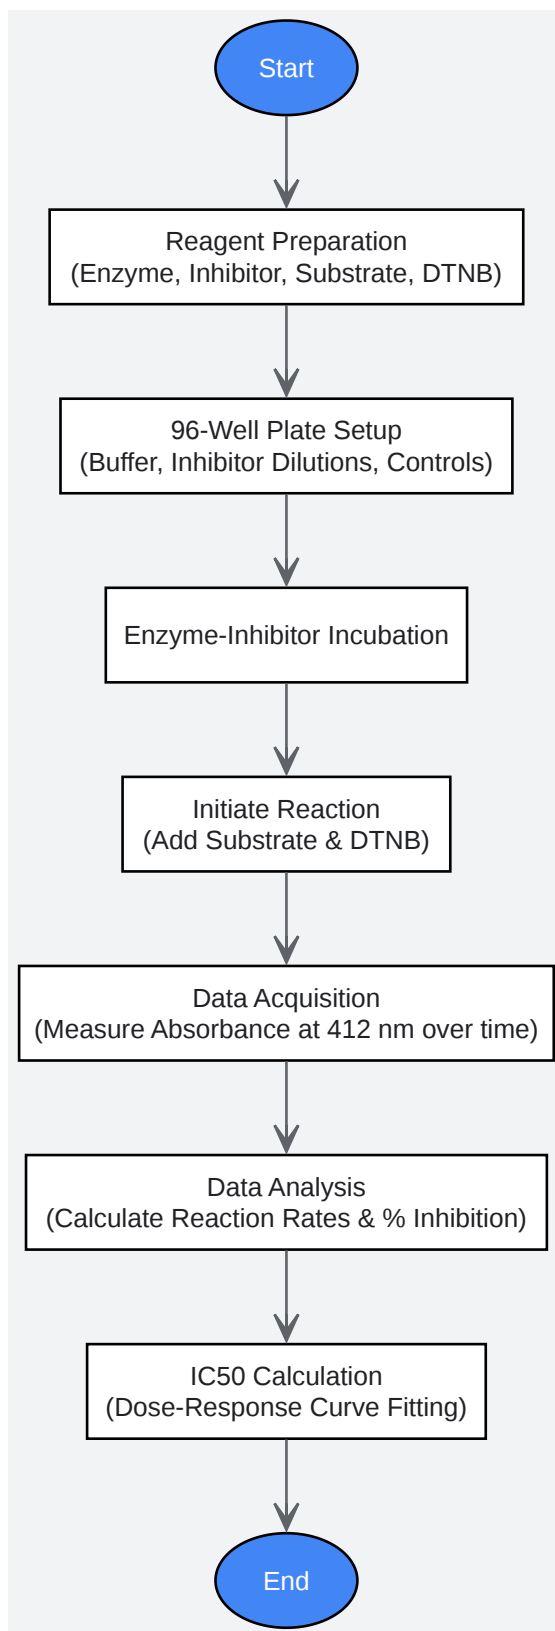 Start
Reagent Preparation
(Enzyme, Inhibitor, Substrate, DTNB)
96-Well Plate Setup
(Buffer, Inhibitor Dilutions, Controls)
Enzyme-Inhibitor Incubation
Initiate Reaction
(Add Substrate & DTNB)
Data Acquisition
(Measure Absorbance at 412 nm over time)
Data Analysis
(Calculate Reaction Rates & % Inhibition)
IC50 Calculation
(Dose-Response Curve Fitting)
End